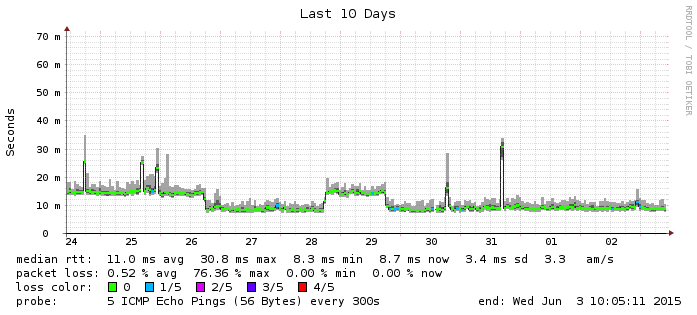 Last 10 Days
RRDTOOL / TOBI OETIKER
Seconds
70 m
60 m
50 m
40 m
30 m
20 m
10 m
0
24 25 26 27 28 29 30 31 01 02
median rtt: 11.0 ms avg 30.8 ms max 8.3 ms min 8.7 ms now 3.4 ms sd 3.3 am/s
packet loss: 0.52 % avg 76.36 % max 0.00 % min 0.00 % now
loss color: 0 1/5 2/5 3/5 4/5
probe: 5 ICMP Echo Pings (56 Bytes) every 300s end: Wed Jun 3 10:05:11 2015